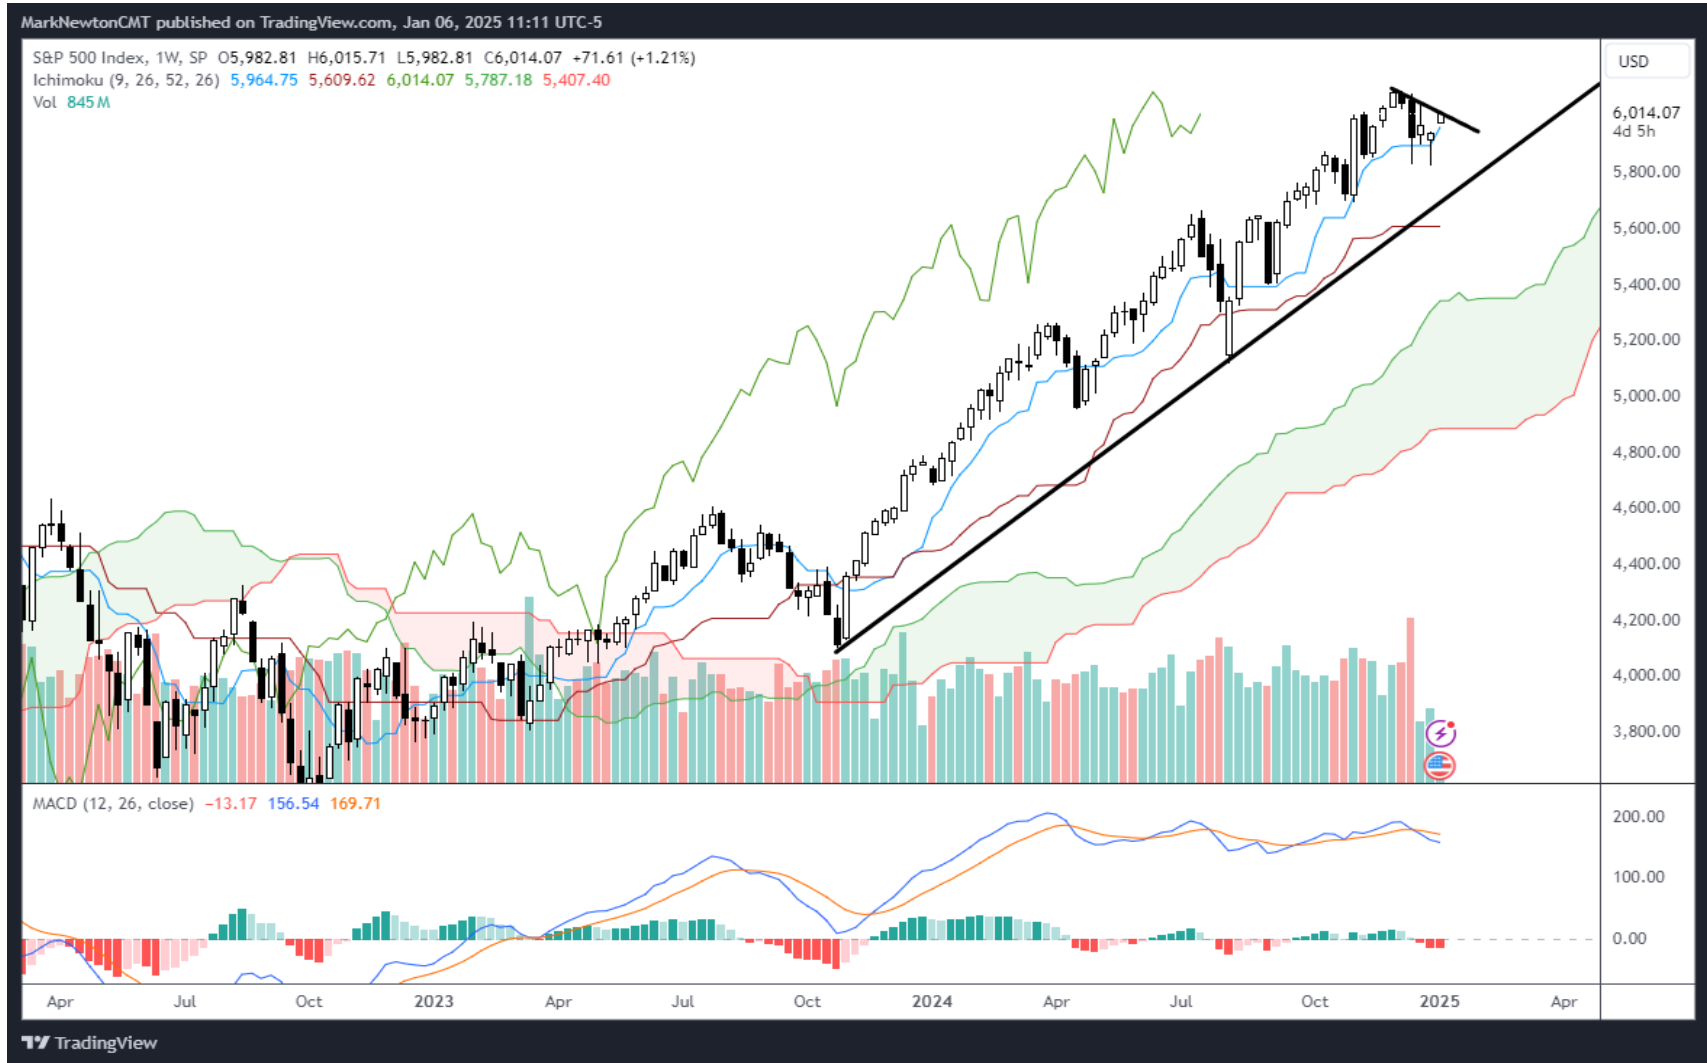 MarkNewtonCMT published on TradingView.com, Jan 06, 2025 11:11 UTC-5
S&P 500 Index, 1W, SP O5,982.81 H6,015.71 L5,982.81 C6,014.07 +71.61 (+1.21%)
Ichimoku (9, 26, 52, 26) 5,964.75 5,609.62 6,014.07 5,787.18 5,407.40
Vol 845 M
USD
6,014.07
4d 5h
5,800.00
5,600.00
5,400.00
5,200.00
5,000.00
4,800.00
4,600.00
4,400.00
4,200.00
4,000.00
3,800.00
MACD (12, 26, close) −13.17 156.54 169.71
200.00
100.00
0.00
Apr Jul Oct 2023 Apr Jul Oct 2024 Apr Jul Oct 2025 Apr
TradingView